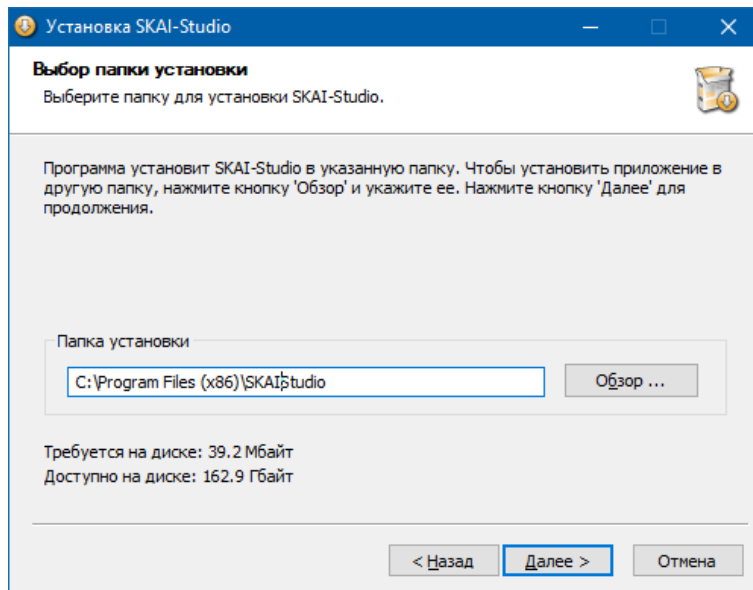 Установка SKAI-Studio
Выбор папки установки
Выберите папку для установки SKAI-Studio.
Программа установит SKAI-Studio в указанную папку. Чтобы установить приложение в
другую папку, нажмите кнопку 'Обзор' и укажите ее. Нажмите кнопку 'Далее' для
продолжения.
Папка установки
C:\Program Files (x86)\SKAIStudio
Обзор ...
Требуется на диске: 39.2 Мбайт
Доступно на диске: 162.9 Гбайт
< Назад Далее > Отмена